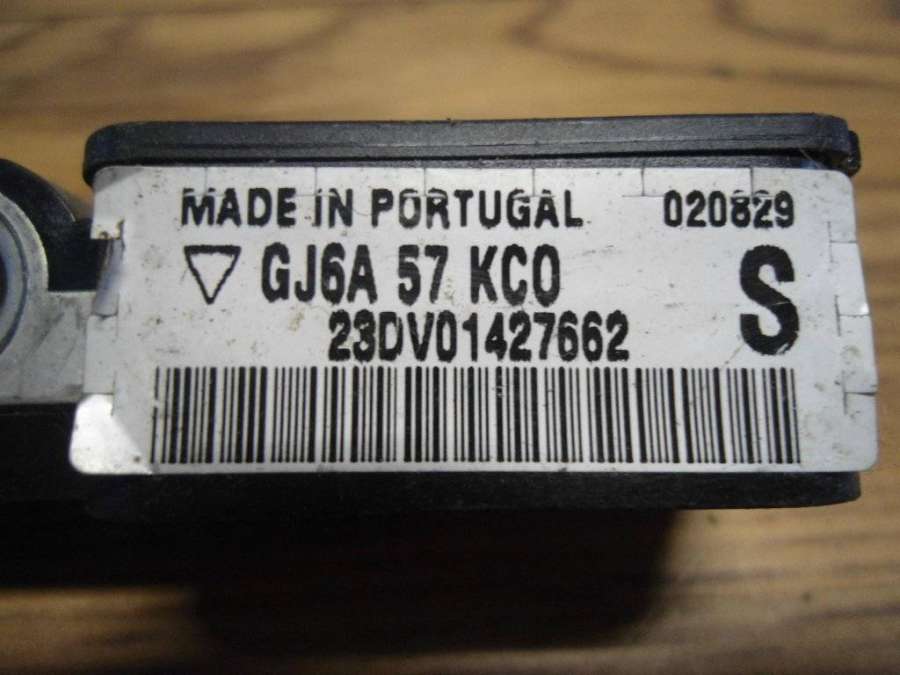 MADE IN PORTUGAL 020829
GJ6A 57 KC0 S
23DV01427662